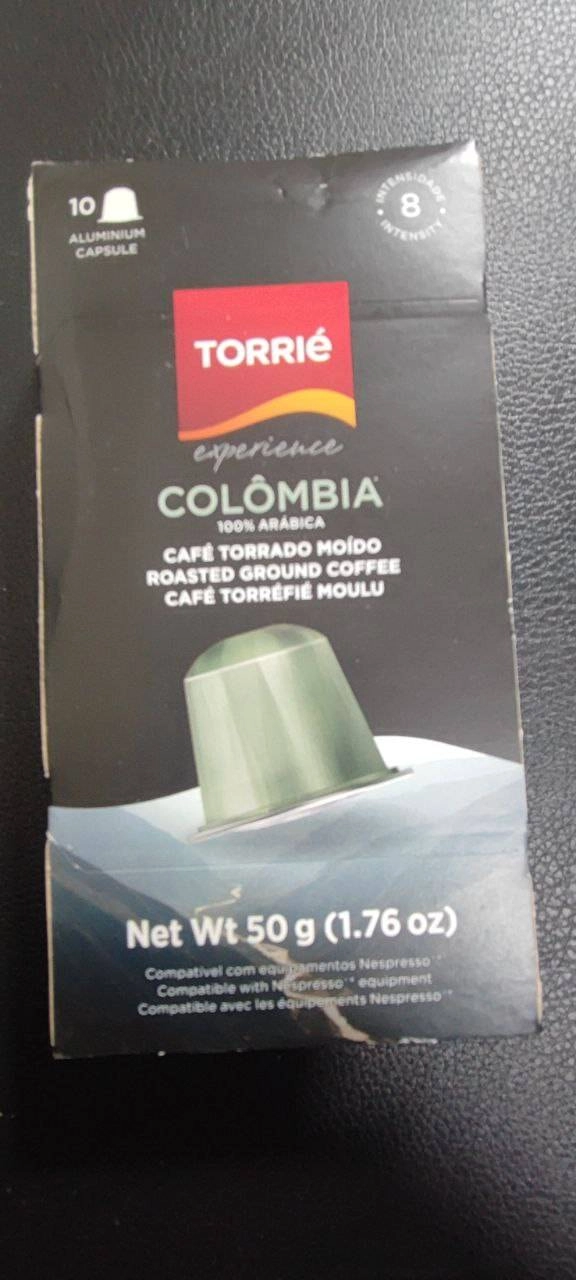 10
ALUMINIUM
CAPSULE
INTENSIDADE
8
INTENSITY
TORRIé
experience
COLÔMBIA*
100% ARÁBICA
CAFÉ TORRADO MOÍDO
ROASTED GROUND COFFEE
CAFÉ TORRÉFIÉ MOULU
Net Wt 50 g (1.76 oz)
Compatível com equipamentos Nespresso**
Compatible with Nespresso** equipment
Compatible avec les équipements Nespresso**